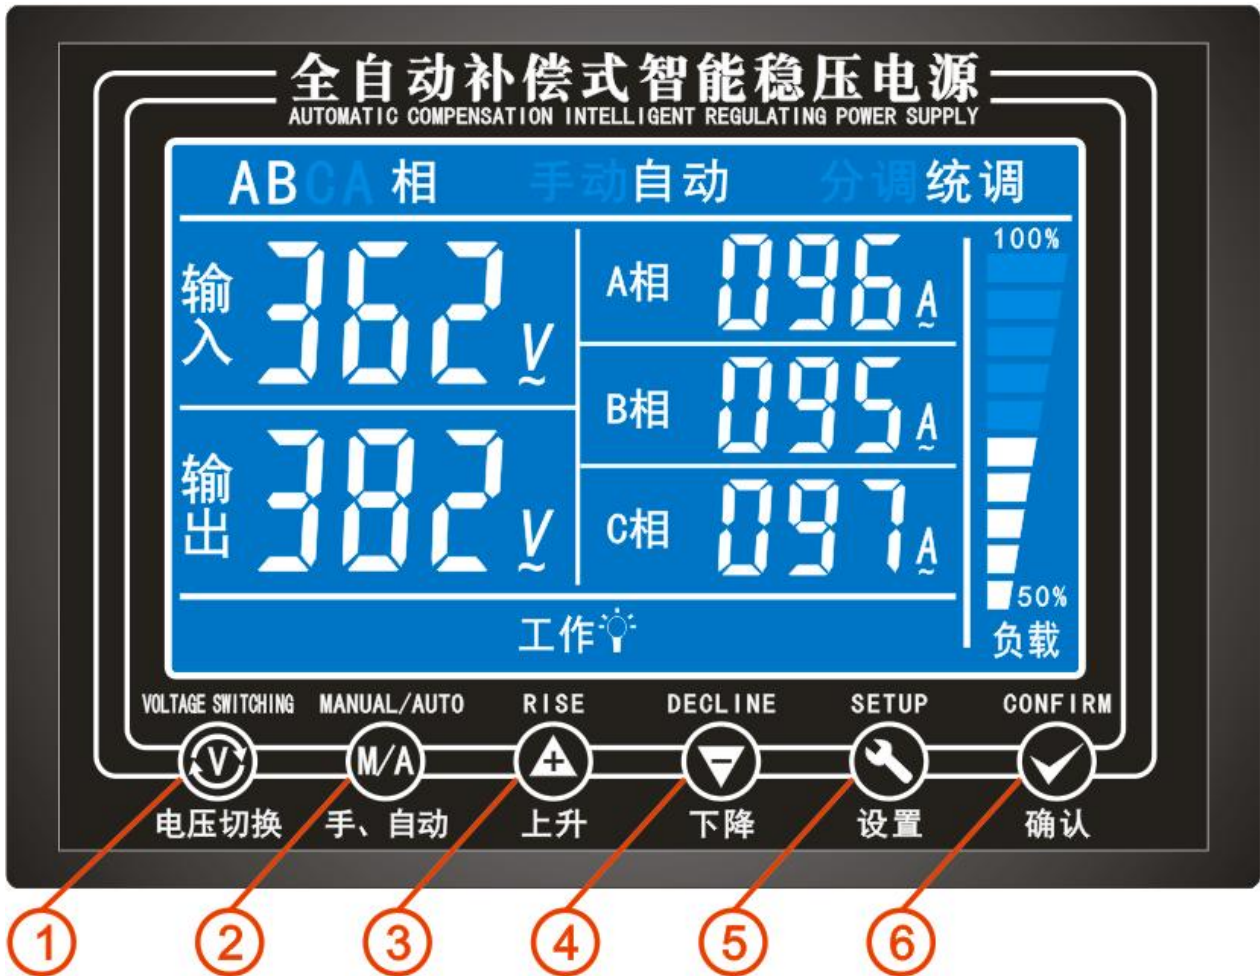 全自动补偿式智能稳压电源
AUTOMATIC COMPENSATION INTELLIGENT REGULATING POWER SUPPLY
ABCA相 手动自动 分调统调
输入 362 V
输出 382 V
A相 096 A
B相 095 A
C相 097 A
100%
50%
负载
工作
VOLTAGE SWITCHING MANUAL/AUTO RISE DECLINE SETUP CONFIRM
V M/A + -
电压切换 手、自动 上升 下降 设置 确认
1 2 3 4 5 6